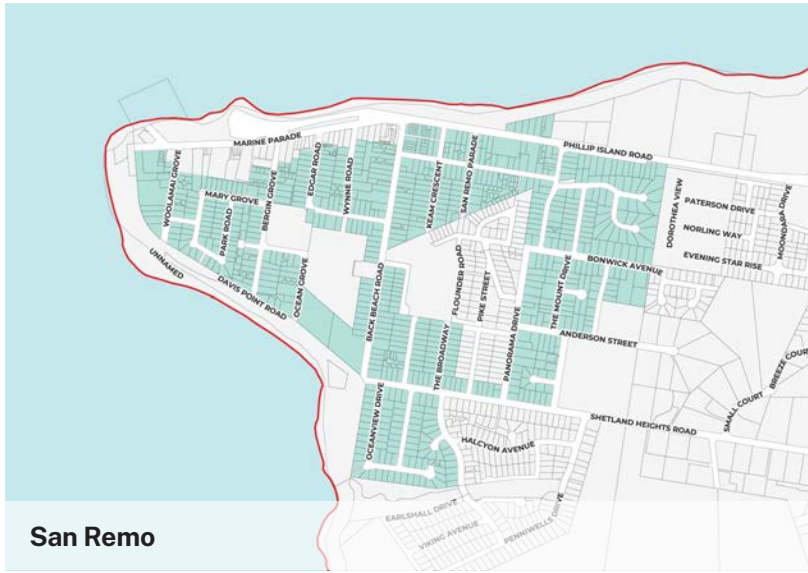 PHILLIP ISLAND ROAD
MARINE PARADE
WOOLAMAI GROVE
MARY GROVE
PARK ROAD
BERGIN GROVE
EDGAR ROAD
WYNNE ROAD
KEAM CRESCENT
SAN REMO PARADE
DOROTHEA VIEW
PATERSON DRIVE
NORLING WAY
MOONDARA DRIVE
EVENING STAR RISE
BONWICK AVENUE
UNNAMED
DAVIS POINT ROAD
OCEAN GROVE
BACK BEACH ROAD
FLOUNDER ROAD
PIKE STREET
THE MOUNT DRIVE
PANORAMA DRIVE
ANDERSON STREET
THE BROADWAY
OCEANVIEW DRIVE
SMALL COURT
BREEZE COURT
SHETLAND HEIGHTS ROAD
HALCYON AVENUE
EARLSHALL DRIVE
VIKING AVENUE
PENNIWELLS DRIVE
San Remo